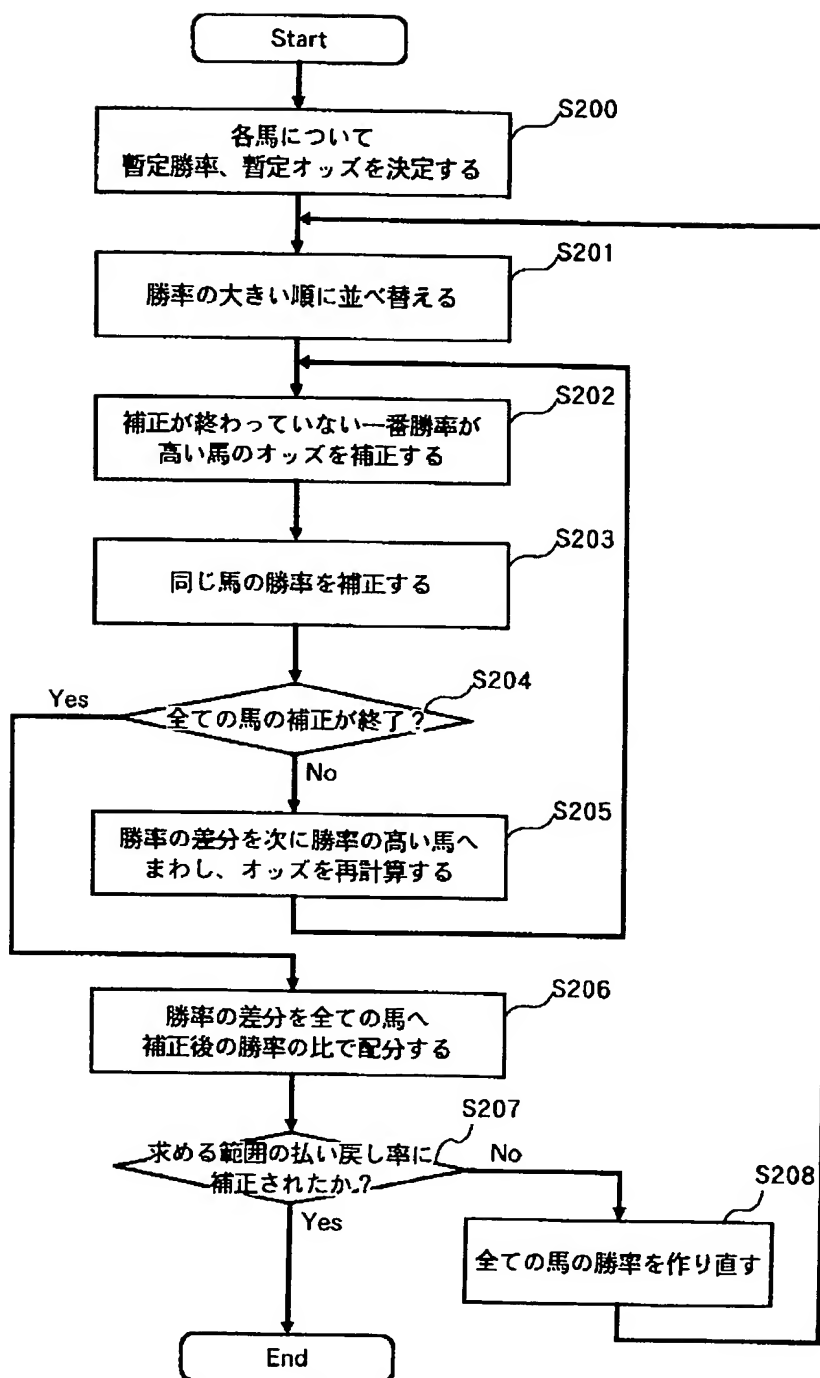 Start
S200
各馬について
暫定勝率、暫定オッズを決定する
S201
勝率の大きい順に並べ替える
S202
補正が終わっていない一番勝率が
高い馬のオッズを補正する
S203
同じ馬の勝率を補正する
S204
Yes
全ての馬の補正が終了?
No
S205
勝率の差分を次に勝率の高い馬へ
まわし、オッズを再計算する
S206
勝率の差分を全ての馬へ
補正後の勝率の比で配分する
S207
求める範囲の払い戻し率に
補正されたか?
No
Yes
S208
全ての馬の勝率を作り直す
End